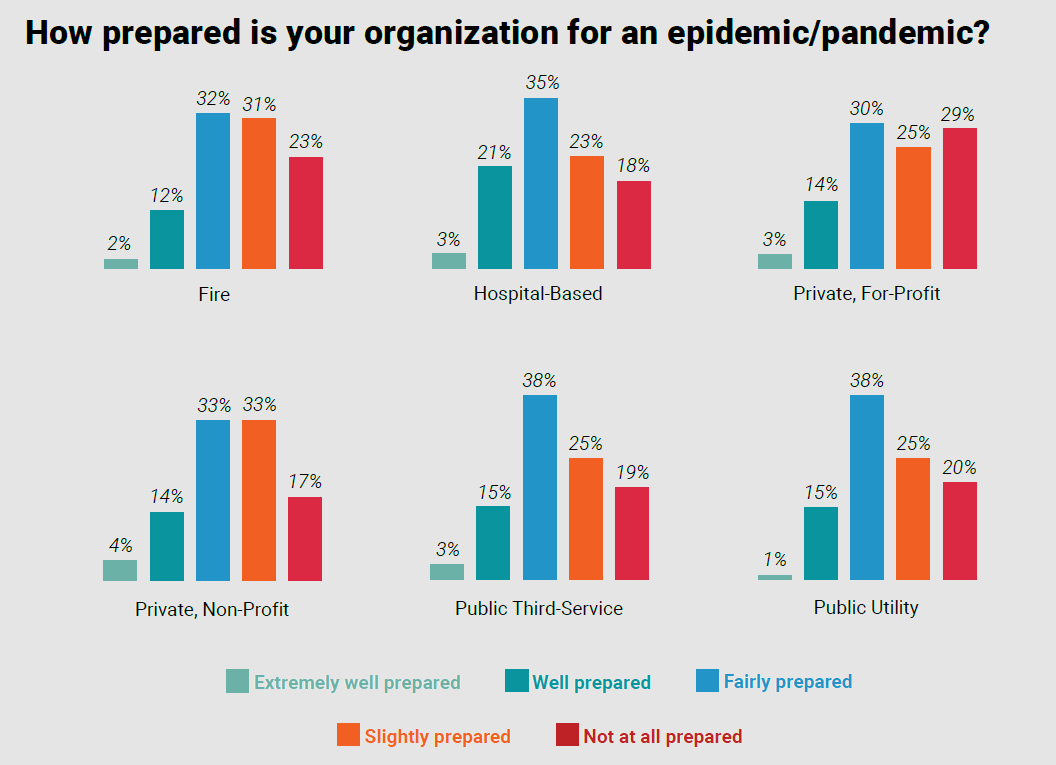 How prepared is your organization for an epidemic/pandemic?
2%
12%
32%
31%
23%
Fire
3%
21%
35%
23%
18%
Hospital-Based
3%
14%
30%
25%
29%
Private, For-Profit
4%
14%
33%
33%
17%
Private, Non-Profit
3%
15%
38%
25%
19%
Public Third-Service
1%
15%
38%
25%
20%
Public Utility
Extremely well prepared
Well prepared
Fairly prepared
Slightly prepared
Not at all prepared